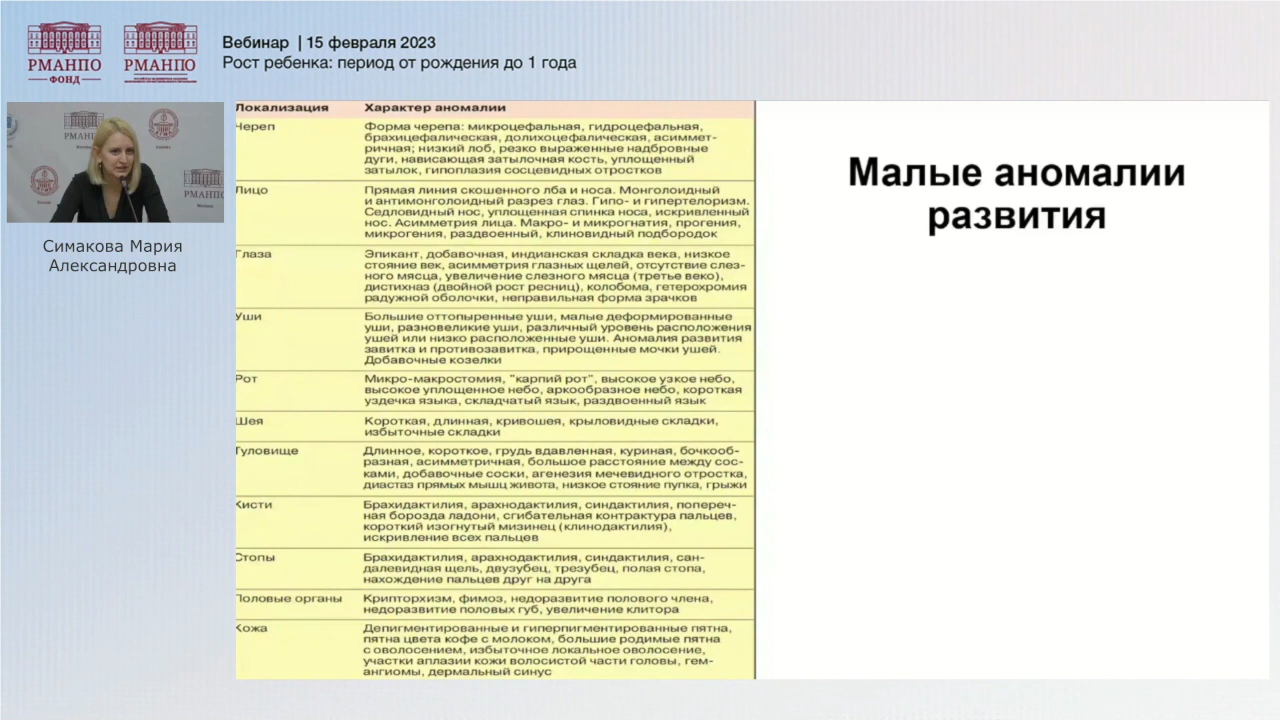 РМАНПО
ФОНД
РМАНПО
Вебинар | 15 февраля 2023
Рост ребенка: период от рождения до 1 года
Симакова Мария
Александровна
Локализация Характер аномалии
Череп Форма черепа: микроцефальная, гидроцефальная,
брахицефалическая, долихоцефалическая, асиммет-
ричная; низкий лоб, резко выраженные надбровные
дуги, нависающая затылочная кость, уплощенный
затылок, гипоплазия сосцевидных отростков
Лицо Прямая линия скошенного лба и носа. Монголоидный
и антимонголоидный разрез глаз. Гипо- и гипертелоризм.
Седловидный нос, уплощенная спинка носа, искривленный
нос. Асимметрия лица. Макро- и микрогнатия, прогения,
микрогения, раздвоенный, клиновидный подбородок
Глаза Эпикант, добавочная, индианская складка века, низкое
стояние век, асимметрия глазных щелей, отсутствие слез-
ного мясца, увеличение слезного мясца (третье веко),
дистихназ (двойной рост ресниц), колобома, гетерохромия
радужной оболочки, неправильная форма зрачков
Уши Большие оттопыренные уши, малые деформированные
уши, разновеликие уши, различный уровень расположения
ушей или низко расположенные уши. Аномалия развития
завитка и противозавитка, прирощенные мочки ушей.
Добавочные козелки
Рот Микро-макростомия, "карпий рот", высокое узкое небо,
высокое уплощенное небо, аркообразное небо, короткая
уздечка языка, складчатый язык, раздвоенный язык
Шея Короткая, длинная, кривошея, крыловидные складки,
избыточные складки
Туловище Длинное, короткое, грудь вдавленная, куриная, бочкооб-
разная, асимметричная, большое расстояние между сос-
ками, добавочные соски, агенезия мечевидного отростка,
диастаз прямых мышц живота, низкое стояние пупка, грыжи
Кисти Брахидактилия, арахнодактилия, синдактилия, попереч-
ная борозда ладони, сгибательная контрактура пальцев,
короткий изогнутый мизинец (клинодактилия),
искривление всех пальцев
Стопы Брахидактилия, арахнодактилия, синдактилия, сан-
далевидная щель, двузубец, трезубец, полая стопа,
нахождение пальцев друг на друга
Половые органы Крипторхизм, фимоз, недоразвитие полового члена,
недоразвитие половых губ, увеличение клитора
Кожа Депигментированные и гиперпигментированные пятна,
пятна цвета кофе с молоком, большие родимые пятна
с оволосением, избыточное локальное оволосение,
участки аплазии кожи волосистой части головы, гем-
ангиомы, дермальный синус
Малые аномалии
развития